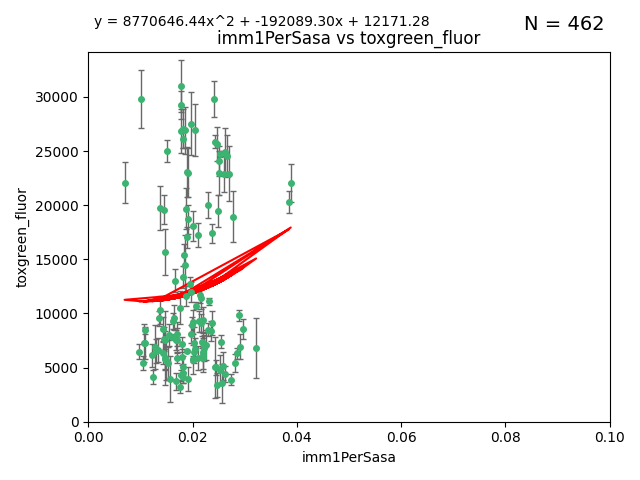 y = 8770646.44x^2 + -192089.30x + 12171.28
N = 462
imm1PerSasa vs toxgreen_fluor
toxgreen_fluor
30000
25000
20000
15000
10000
5000
0
0.00 0.02 0.04 0.06 0.08 0.10
imm1PerSasa